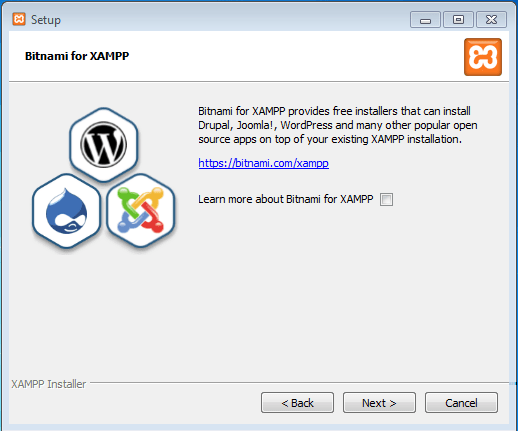 Setup
Bitnami for XAMPP
Bitnami for XAMPP provides free installers that can install
Drupal, Joomla!, WordPress and many other popular open
source apps on top of your existing XAMPP installation.
https://bitnami.com/xampp
Learn more about Bitnami for XAMPP
XAMPP Installer
< Back
Next >
Cancel